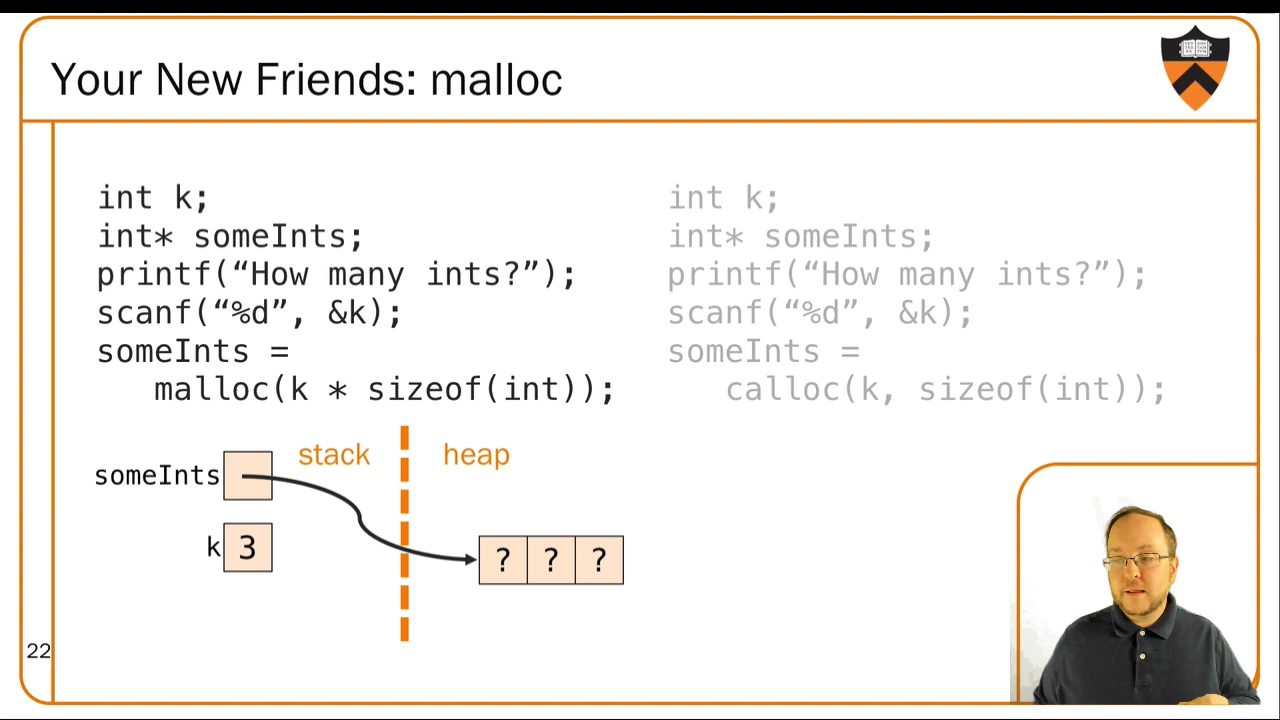 Your New Friends: malloc
int k;
int* someInts;
printf(“How many ints?”);
scanf(“%d”, &k);
someInts =
malloc(k * sizeof(int));
int k;
int* someInts;
printf(“How many ints?”);
scanf(“%d”, &k);
someInts =
calloc(k, sizeof(int));
stack
heap
someInts
k 3
? ? ?
22